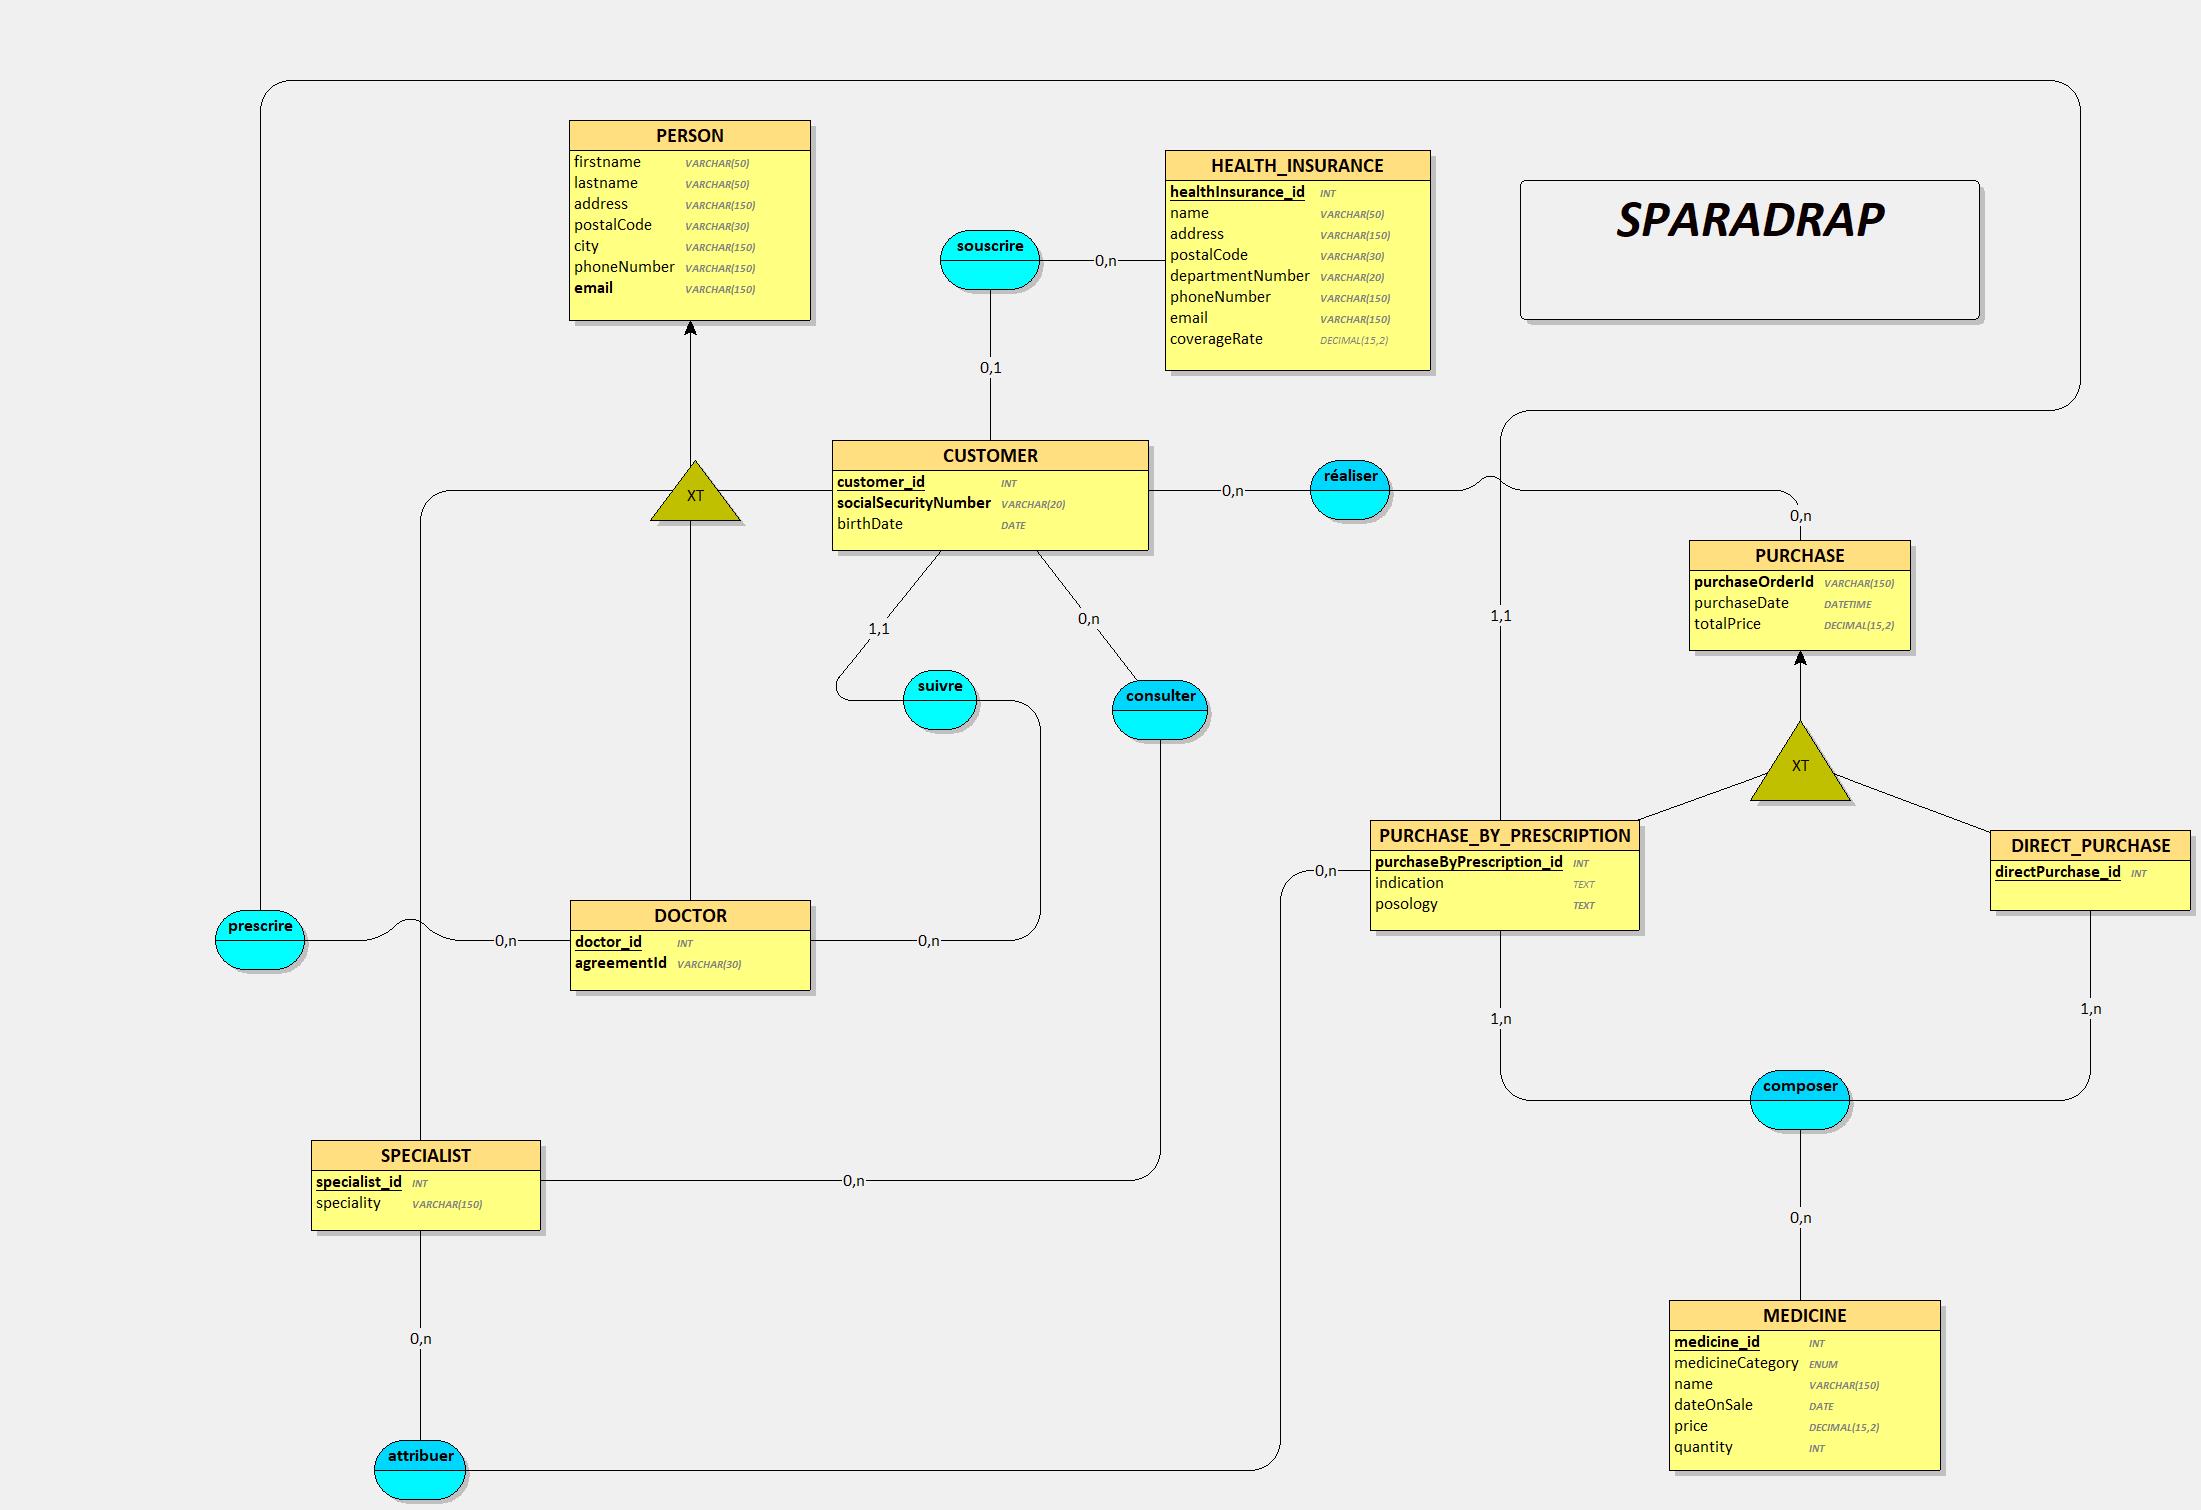 PERSON
firstname VARCHAR(50)
lastname VARCHAR(50)
address VARCHAR(150)
postalCode VARCHAR(30)
city VARCHAR(150)
phoneNumber VARCHAR(150)
email VARCHAR(150)
HEALTH_INSURANCE
healthInsurance_id INT
name VARCHAR(50)
address VARCHAR(150)
postalCode VARCHAR(30)
departmentNumber VARCHAR(20)
phoneNumber VARCHAR(150)
email VARCHAR(150)
coverageRate DECIMAL(15,2)
SPARADRAP
souscrire
0,n
0,1
CUSTOMER
customer_id INT
socialSecurityNumber VARCHAR(20)
birthDate DATE
XT
0,n
réaliser
0,n
PURCHASE
purchaseOrderId VARCHAR(150)
purchaseDate DATETIME
totalPrice DECIMAL(15,2)
1,1
0,n
1,1
suivre
consulter
XT
PURCHASE_BY_PRESCRIPTION
purchaseByPrescription_id INT
indication TEXT
posology TEXT
0,n
DIRECT_PURCHASE
directPurchase_id INT
prescrire
0,n
DOCTOR
doctor_id INT
agreementId VARCHAR(30)
0,n
1,n
1,n
composer
SPECIALIST
specialist_id INT
speciality VARCHAR(150)
0,n
0,n
MEDICINE
medicine_id INT
medicineCategory ENUM
name VARCHAR(150)
dateOnSale DATE
price DECIMAL(15,2)
quantity INT
0,n
attribuer